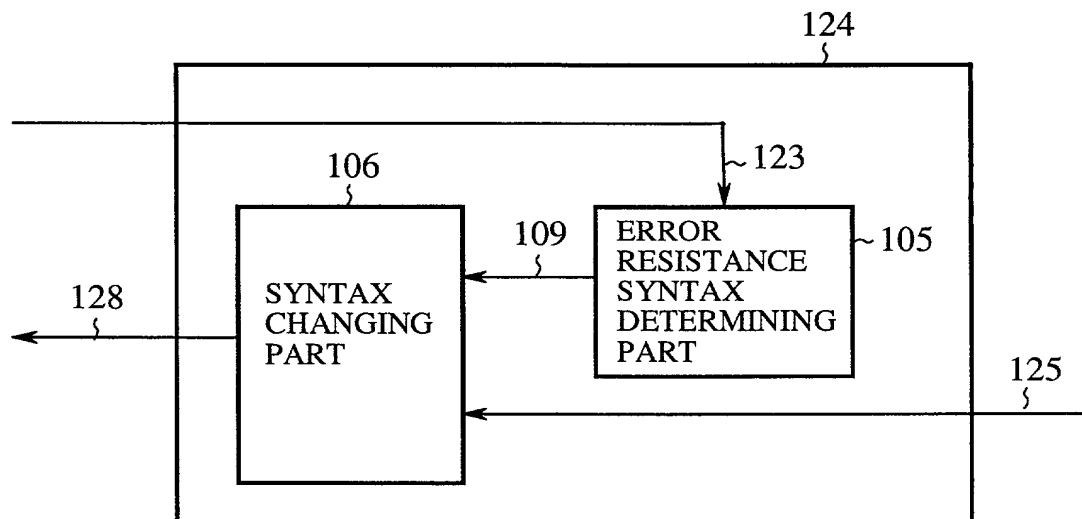 124
123
106
ERROR
RESISTANCE
SYNTAX
DETERMINING
PART
105
109
SYNTAX
CHANGING
PART
128
125